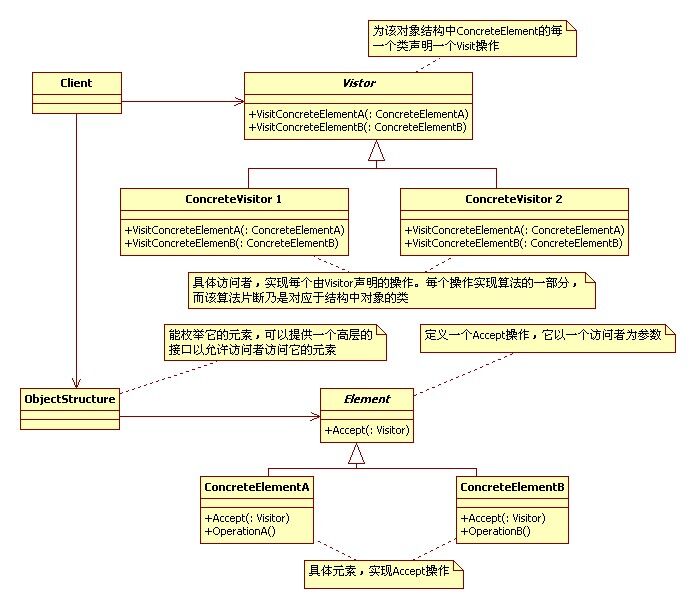 为该对象结构中ConcreteElement的每
一个类声明一个Visit操作
Client
Vistor
+VisitConcreteElementA(: ConcreteElementA)
+VisitConcreteElementB(: ConcreteElementB)
ConcreteVisitor 1
+VisitConcreteElementA(: ConcreteElementA)
+VisitConcreteElemenB(: ConcreteElementB)
ConcreteVisitor 2
+VisitConcreteElementA(: ConcreteElementA)
+VisitConcreteElementB(: ConcreteElementB)
具体访问者，实现每个由Visitor声明的操作。每个操作实现算法的一部分，
而该算法片断乃是对应于结构中对象的类
能枚举它的元素，可以提供一个高层的
接口以允许访问者访问它的元素
定义一个Accept操作，它以一个访问者为参数
ObjectStructure
Element
+Accept(: Visitor)
ConcreteElementA
+Accept(: Visitor)
+OperationA()
ConcreteElementB
+Accept(: Visitor)
+OperationB()
具体元素，实现Accept操作